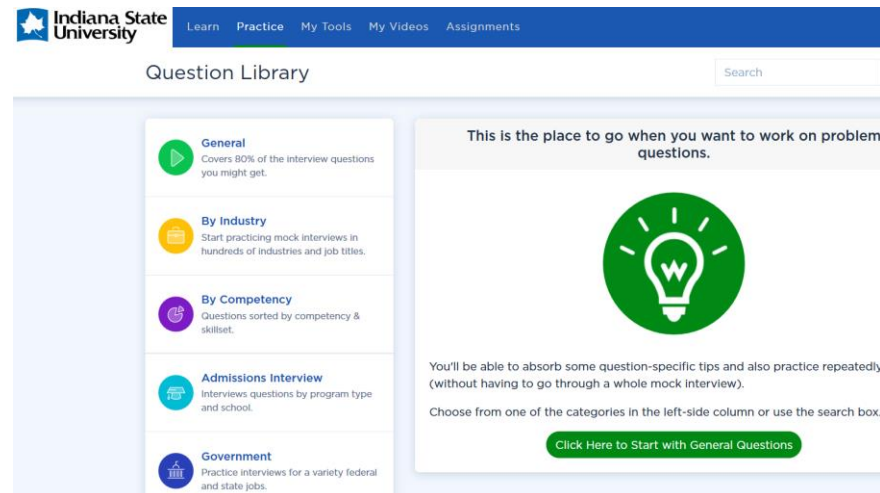 Indiana State
University
Learn Practice My Tools My Videos Assignments
Question Library
Search
General
Covers 80% of the interview questions
you might get.
By Industry
Start practicing mock interviews in
hundreds of industries and job titles.
By Competency
Questions sorted by competency &
skillset.
Admissions Interview
Interviews questions by program type
and school.
Government
Practice interviews for a variety federal
and state jobs.
This is the place to go when you want to work on problem
questions.
You'll be able to absorb some question-specific tips and also practice repeatedly
(without having to go through a whole mock interview).
Choose from one of the categories in the left-side column or use the search box.
Click Here to Start with General Questions